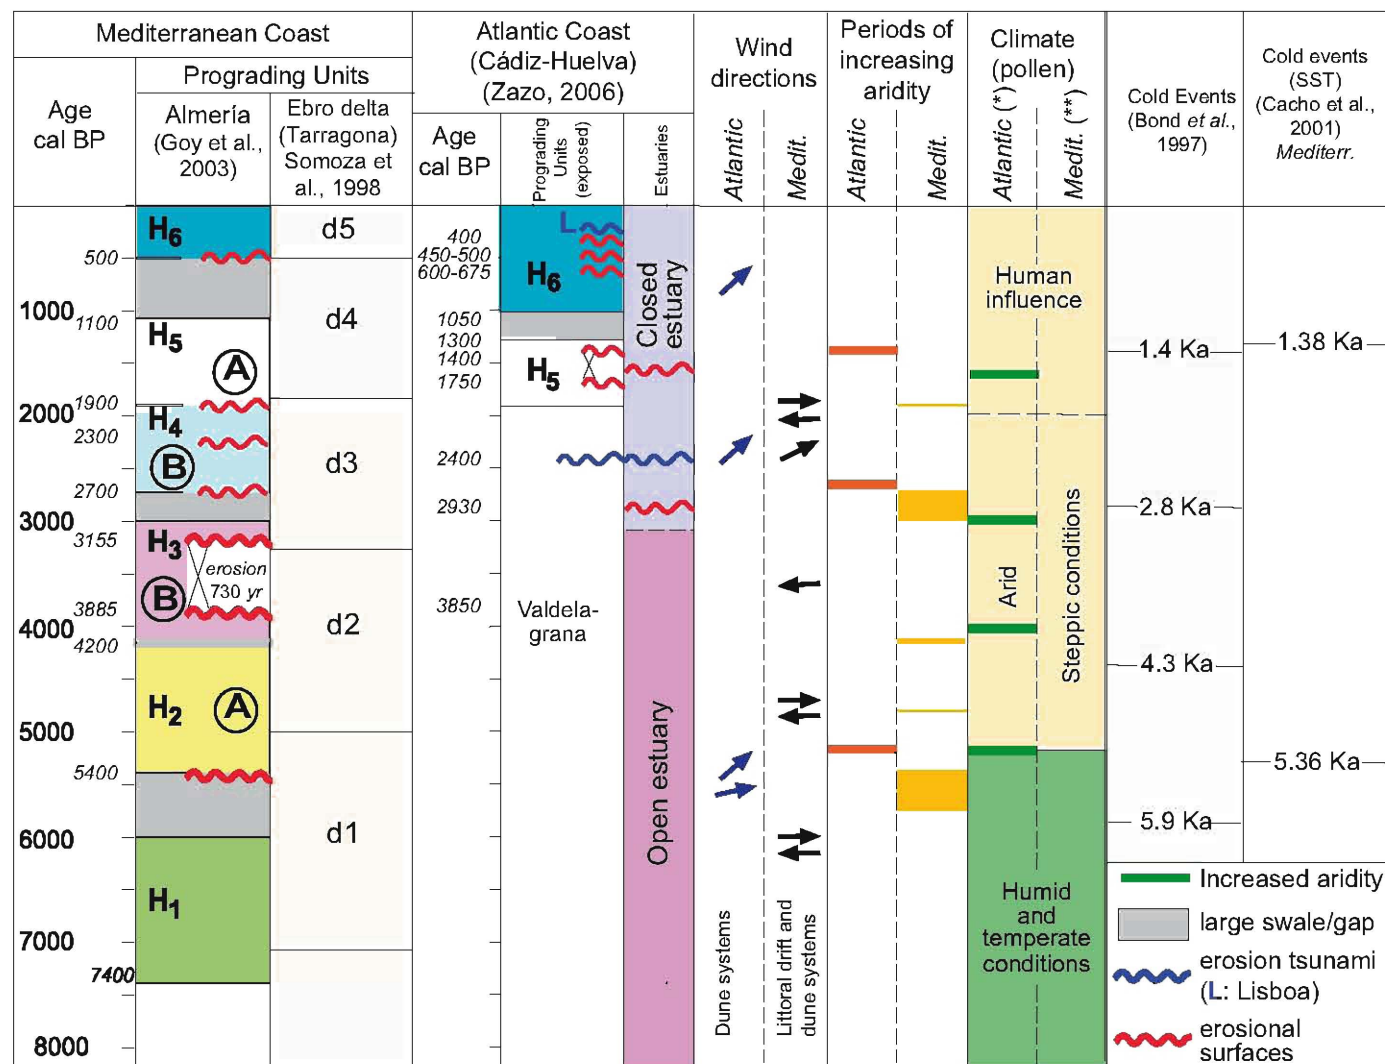 Mediterranean Coast
Age
cal BP
Prograding Units
Almería
(Goy et al.,
2003)
Ebro delta
(Tarragona)
Somoza et
al., 1998
Atlantic Coast
(Cádiz-Huelva)
(Zazo, 2006)
Age
cal BP
Prograding
Units
(exposed)
Estuaries
Wind
directions
Atlantic
Medit.
Periods of
increasing
aridity
Atlantic
Medit.
Climate
(pollen)
Atlantic (*)
Medit. (**)
Cold Events
(Bond et al.,
1997)
Cold events
(SST)
(Cacho et al.,
2001)
Mediterr.
500
1000
1100
1900
2000
2300
2700
3000
3155
3885
4000
4200
5000
5400
6000
7000
7400
8000
H6
H5
A
H4
B
H3
erosion
730 yr
B
H2
A
H1
d5
d4
d3
d2
d1
400
450-500
600-675
1050
1300
1400
1750
2400
2930
3850
L
H6
H5
Valdela-
grana
Closed
estuary
Open estuary
Dune systems
Littoral drift and
dune systems
Human
influence
Arid
Steppic conditions
Humid
and
temperate
conditions
1.4 Ka
2.8 Ka
4.3 Ka
5.9 Ka
1.38 Ka
5.36 Ka
Increased aridity
large swale/gap
erosion tsunami
(L: Lisboa)
erosional
surfaces